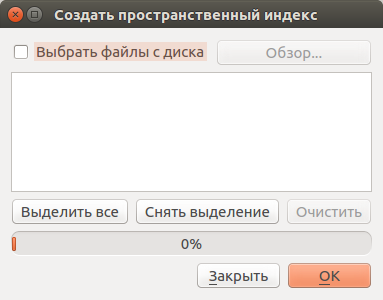 Создать пространственный индекс
Выбрать файлы с диска
Обзор...
Выделить все
Снять выделение
Очистить
0%
Закрыть
OK